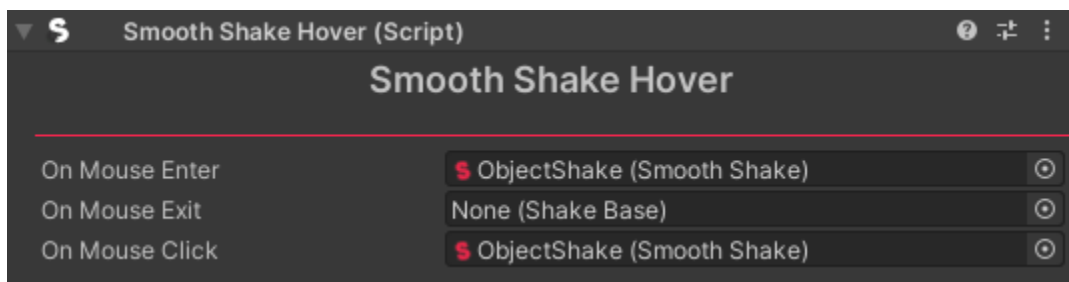 Smooth Shake Hover (Script)
Smooth Shake Hover
On Mouse Enter ObjectShake (Smooth Shake)
On Mouse Exit None (Shake Base)
On Mouse Click ObjectShake (Smooth Shake)